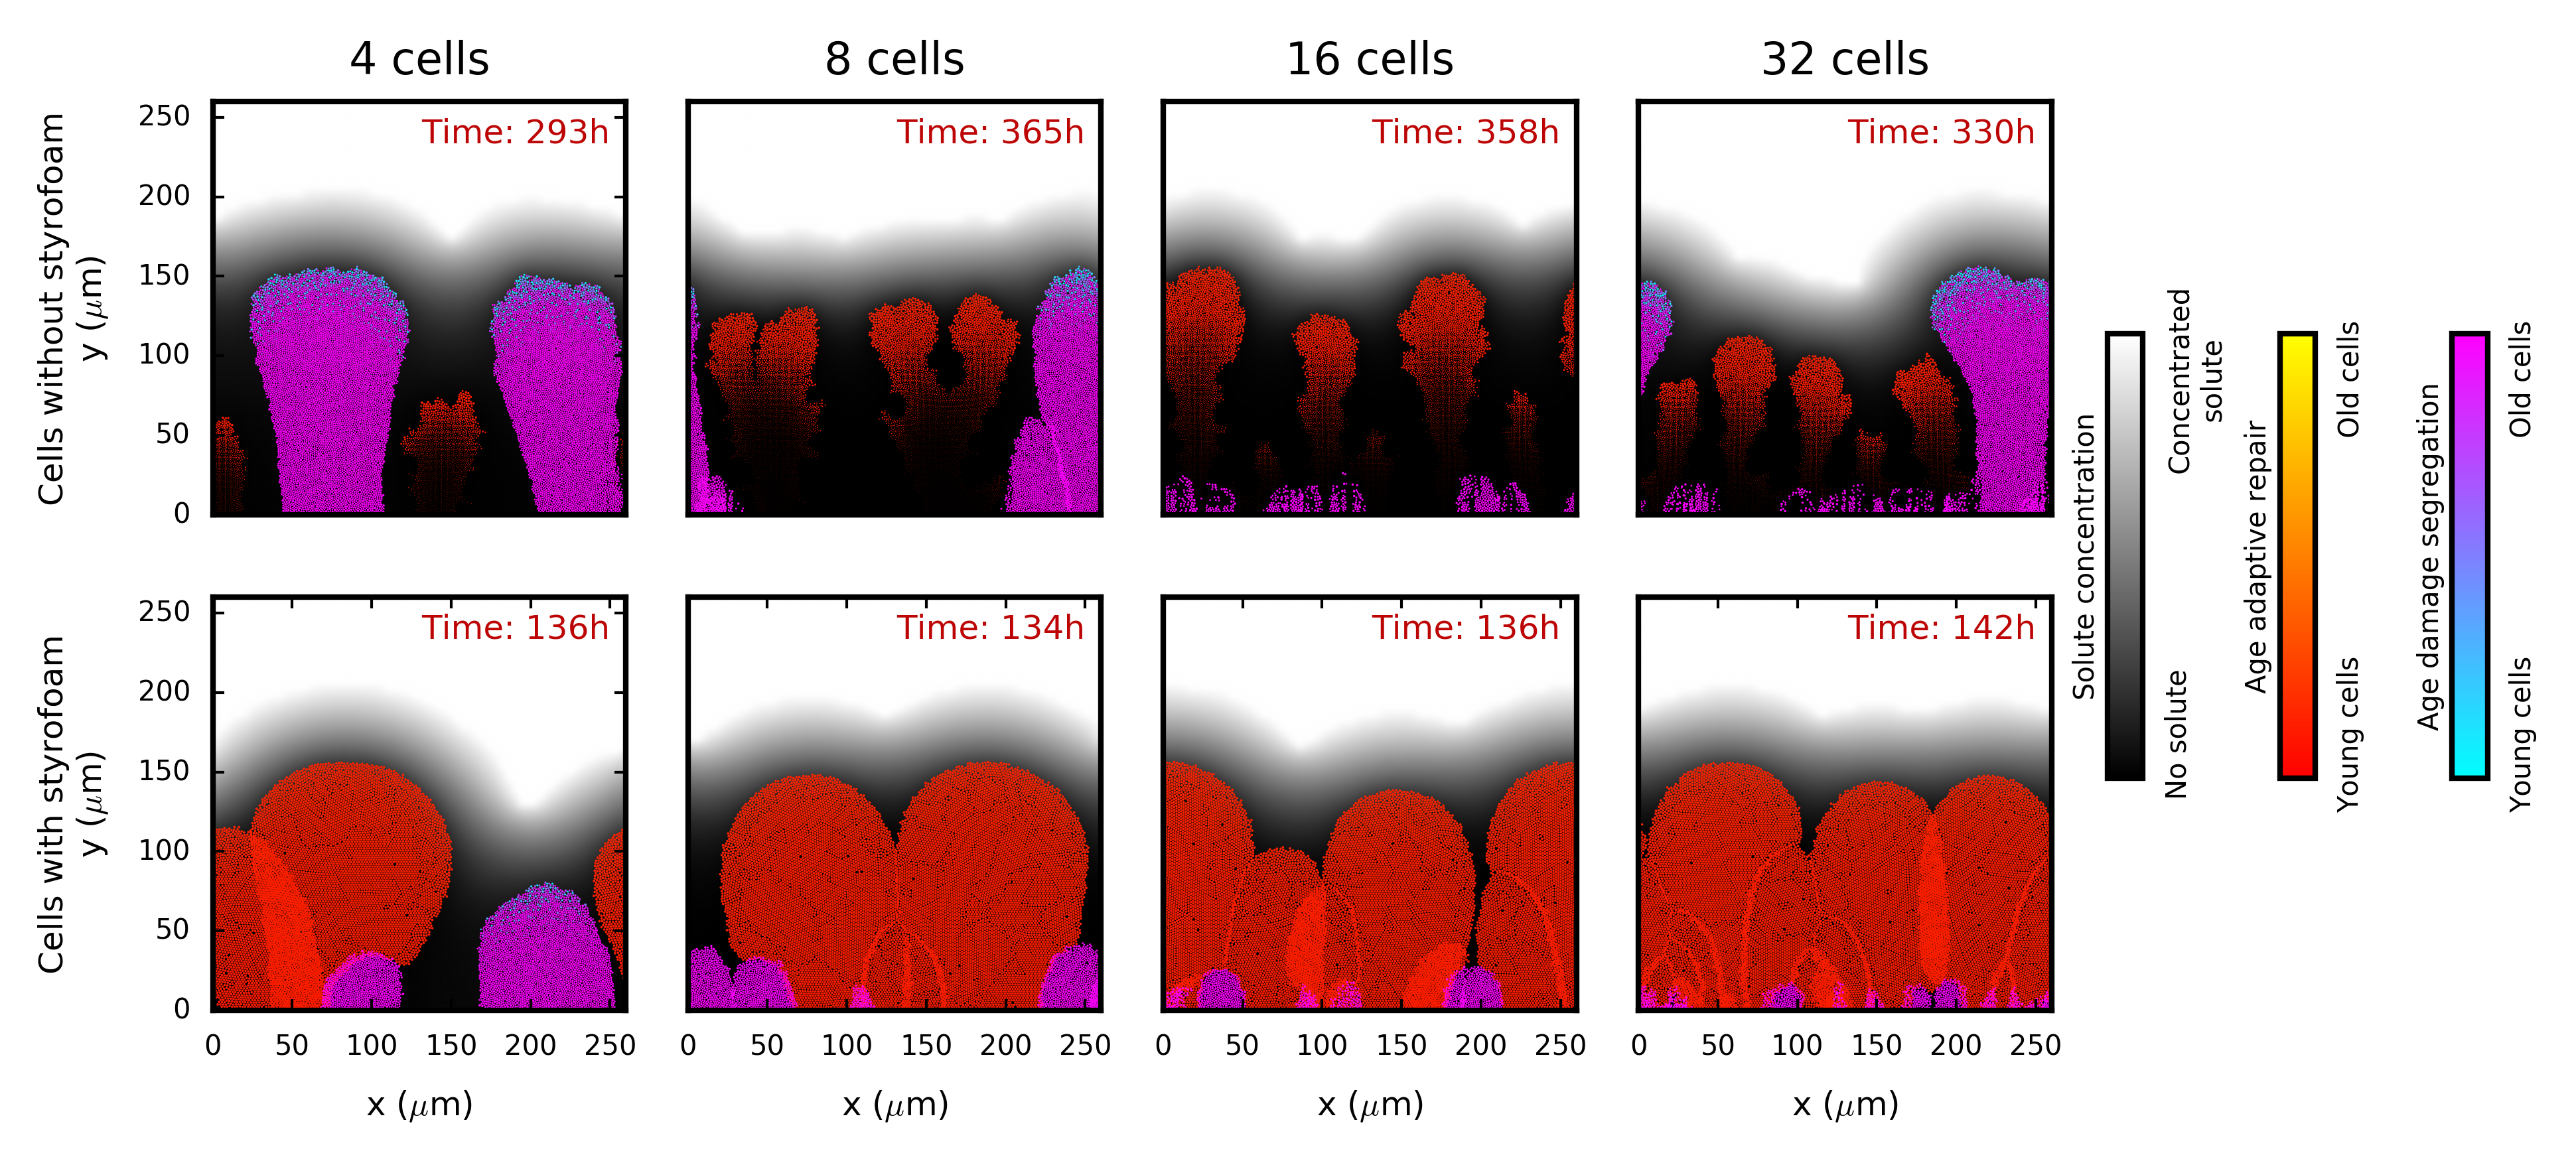 4 cells
8 cells
16 cells
32 cells
Cells without styrofoam
y (μm)
250
200
150
100
50
0
Time: 293h
Time: 365h
Time: 358h
Time: 330h
Cells with styrofoam
y (μm)
250
200
150
100
50
0
Time: 136h
Time: 134h
Time: 136h
Time: 142h
0 50 100 150 200 250
0 50 100 150 200 250
0 50 100 150 200 250
0 50 100 150 200 250
x (μm)
x (μm)
x (μm)
x (μm)
Solute concentration
Concentrated
solute
No solute
Age adaptive repair
Old cells
Young cells
Age damage segregation
Old cells
Young cells